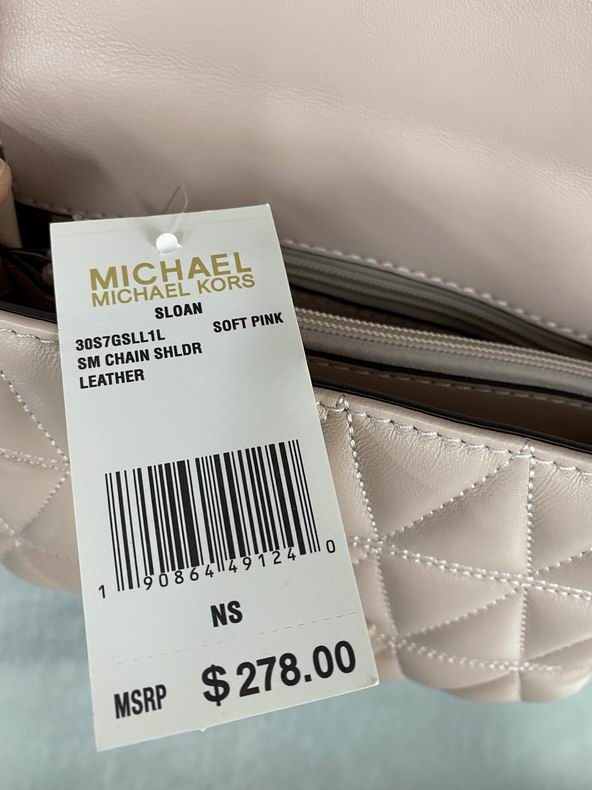 MICHAEL
MICHAEL KORS
SLOAN
30S7GSLL1L SOFT PINK
SM CHAIN SHLDR
LEATHER
1 90864 49124 0
NS
MSRP $278.00